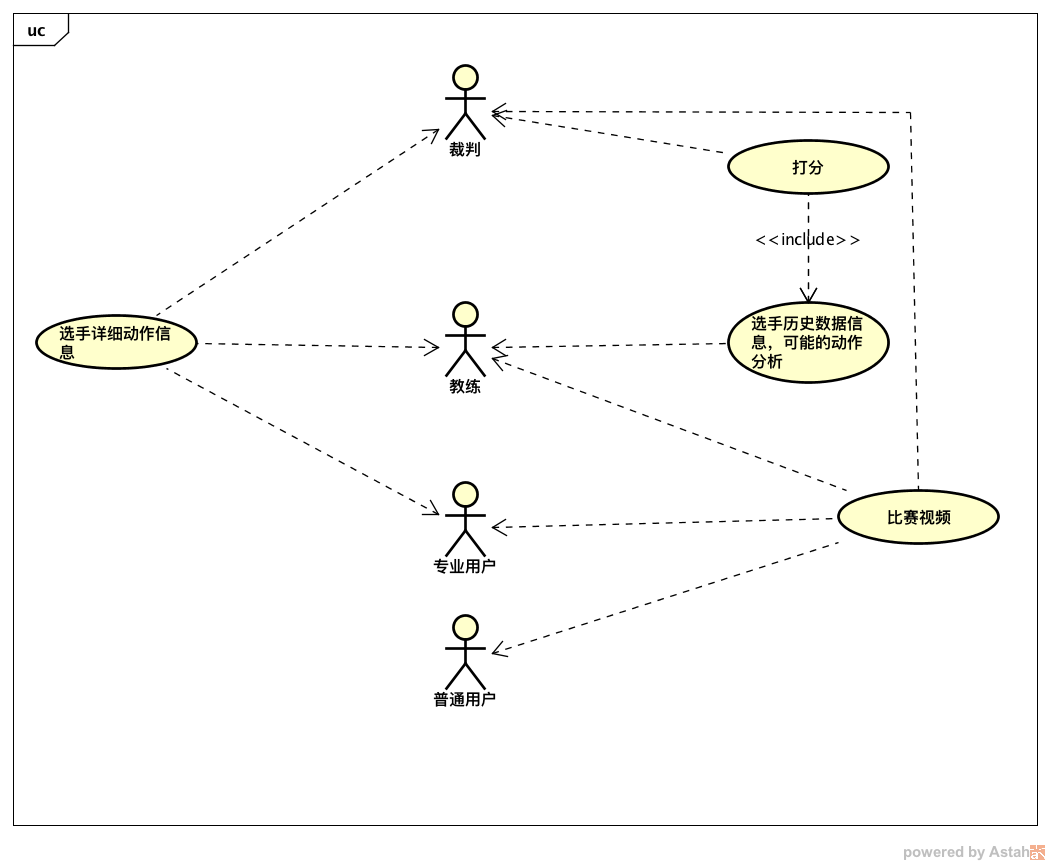 uc
裁判
打分
<<include>>
选手详细动作信
息
教练
选手历史数据信
息，可能的动作
分析
专业用户
比赛视频
普通用户
powered by Astah